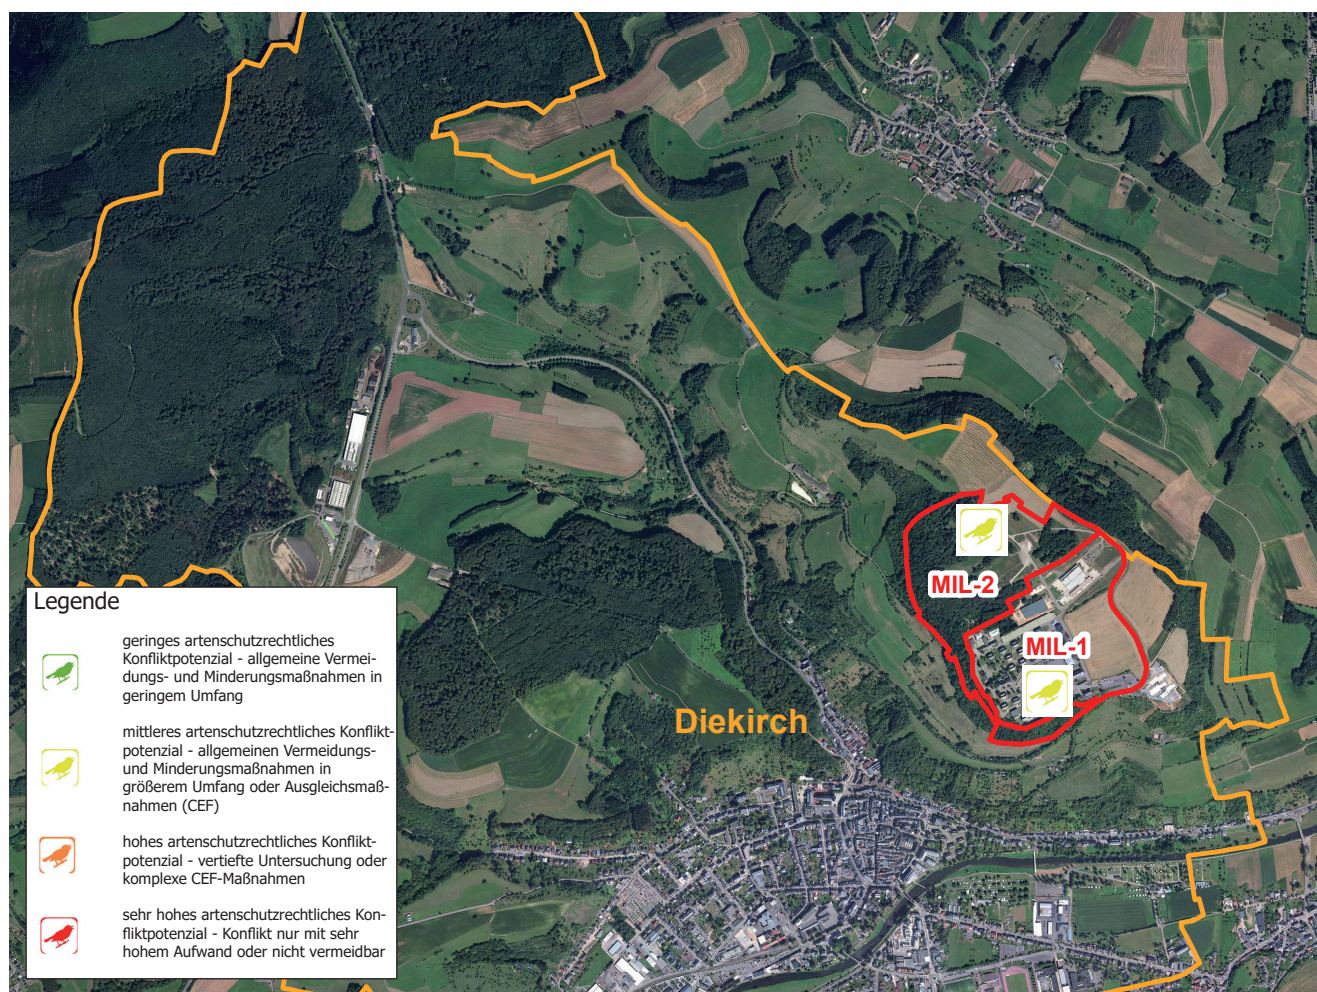 MIL-2
MIL-1
Diekirch
Legende
geringes artenschutzrechtliches
Konfliktpotenzial - allgemeine Vermei-
dungs- und Minderungsmaßnahmen in
geringem Umfang
mittleres artenschutzrechtliches Konflikt-
potenzial - allgemeinen Vermeidungs-
und Minderungsmaßnahmen in
größerem Umfang oder Ausgleichsmaß-
nahmen (CEF)
hohes artenschutzrechtliches Konflikt-
potenzial - vertiefte Untersuchung oder
komplexe CEF-Maßnahmen
sehr hohes artenschutzrechtliches Kon-
fliktpotenzial - Konflikt nur mit sehr
hohem Aufwand oder nicht vermeidbar